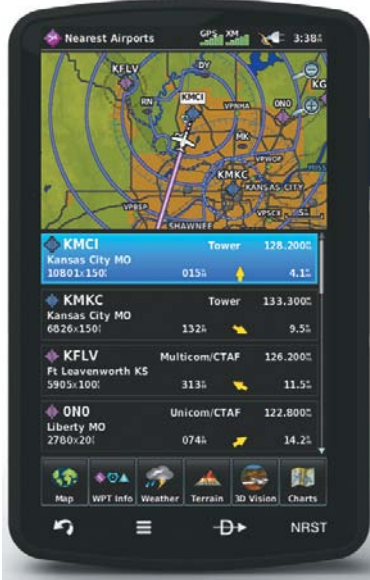 Nearest Airports GPS XM 3:38
KFLV DY KG
RN KMCI VPNHA 0N0
MK
VPWOF
KMKC
KANSAS CITY
VPBSP VPSCX
SHAWNEE
KMCI Tower 128.200
Kansas City MO
10801x150 015 4.1
KMKC Tower 133.300
Kansas City MO
6826x150 132 9.5
KFLV Multicom/CTAF 126.200
Ft Leavenworth KS
5905x100 313 11.5
0N0 Unicom/CTAF 122.800
Liberty MO
2780x20 074 14.2
Map WPT Info Weather Terrain 3D Vision Charts
D NRST